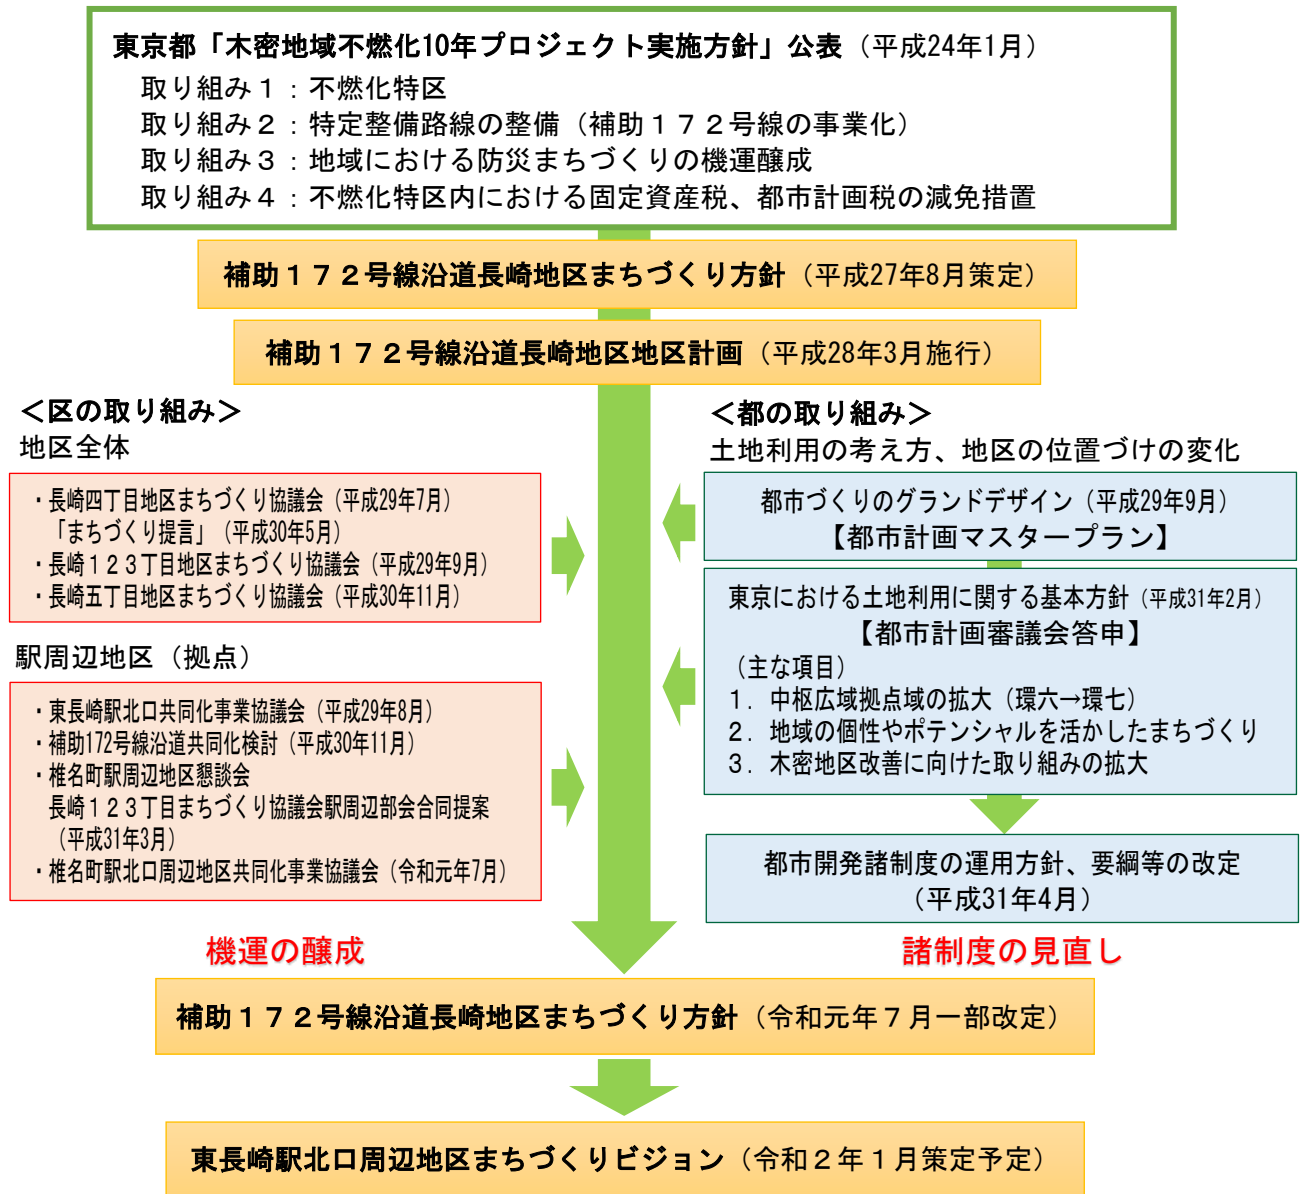 東京都「木密地域不燃化10年プロジェクト実施方針」公表（平成24年1月）
取り組み１：不燃化特区
取り組み２：特定整備路線の整備（補助１７２号線の事業化）
取り組み３：地域における防災まちづくりの機運醸成
取り組み４：不燃化特区内における固定資産税、都市計画税の減免措置
補助１７２号線沿道長崎地区まちづくり方針（平成27年8月策定）
補助１７２号線沿道長崎地区地区計画（平成28年3月施行）
＜区の取り組み＞
地区全体
・長崎四丁目地区まちづくり協議会（平成29年7月）
「まちづくり提言」（平成30年5月）
・長崎１２３丁目地区まちづくり協議会（平成29年9月）
・長崎五丁目地区まちづくり協議会（平成30年11月）
駅周辺地区（拠点）
・東長崎駅北口共同化事業協議会（平成29年8月）
・補助172号線沿道共同化検討（平成30年11月）
・椎名町駅周辺地区懇談会
長崎１２３丁目まちづくり協議会駅周辺部会合同提案
（平成31年3月）
・椎名町駅北口周辺地区共同化事業協議会（令和元年7月）
機運の醸成
＜都の取り組み＞
土地利用の考え方、地区の位置づけの変化
都市づくりのグランドデザイン（平成29年9月）
【都市計画マスタープラン】
東京における土地利用に関する基本方針（平成31年2月）
【都市計画審議会答申】
（主な項目）
１．中枢広域拠点域の拡大（環六→環七）
２．地域の個性やポテンシャルを活かしたまちづくり
３．木密地区改善に向けた取り組みの拡大
都市開発諸制度の運用方針、要綱等の改定
（平成31年4月）
諸制度の見直し
補助１７２号線沿道長崎地区まちづくり方針（令和元年７月一部改定）
東長崎駅北口周辺地区まちづくりビジョン（令和２年１月策定予定）